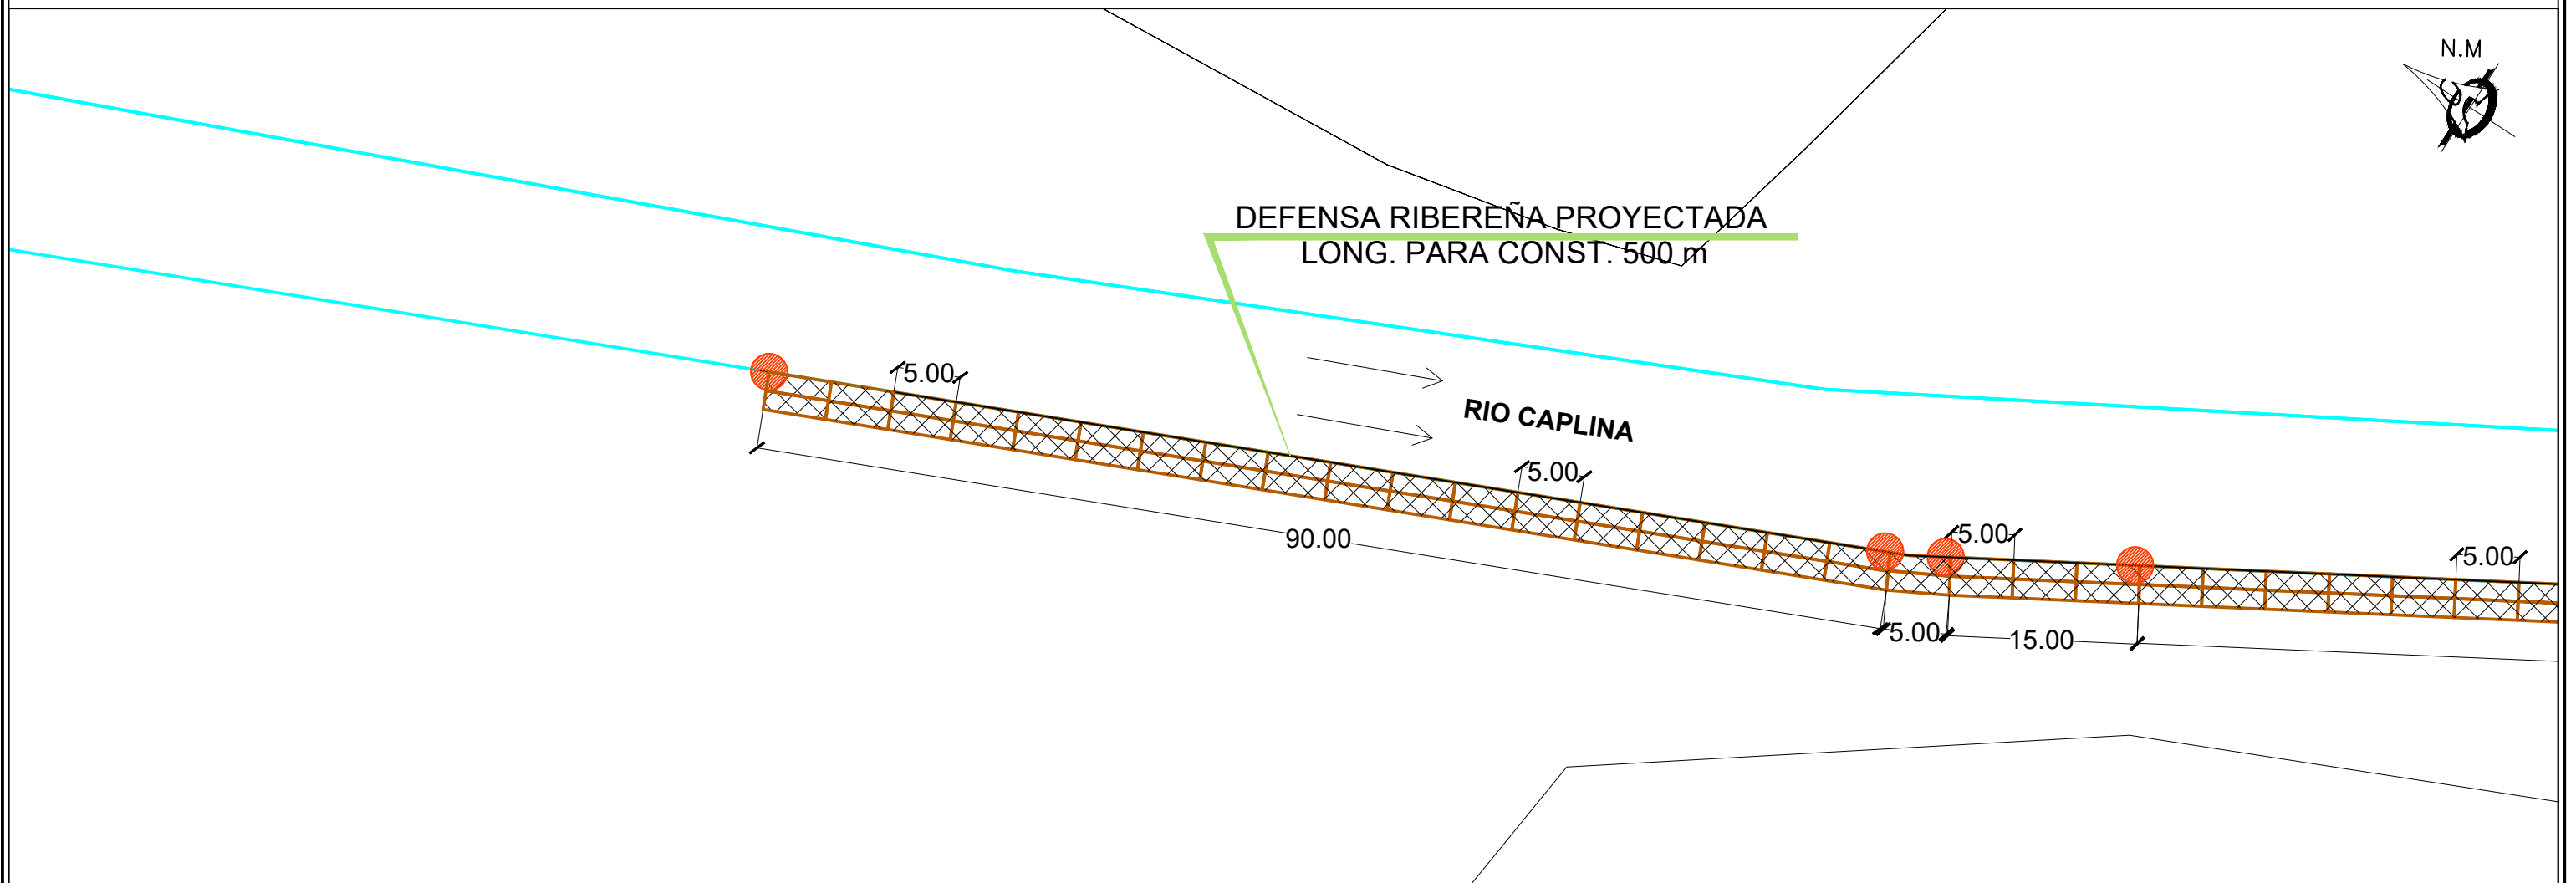 N.M
DEFENSA RIBEREÑA PROYECTADA
LONG. PARA CONST. 500 m
5.00
RIO CAPLINA
5.00
90.00
5.00
5.00
5.00
15.00